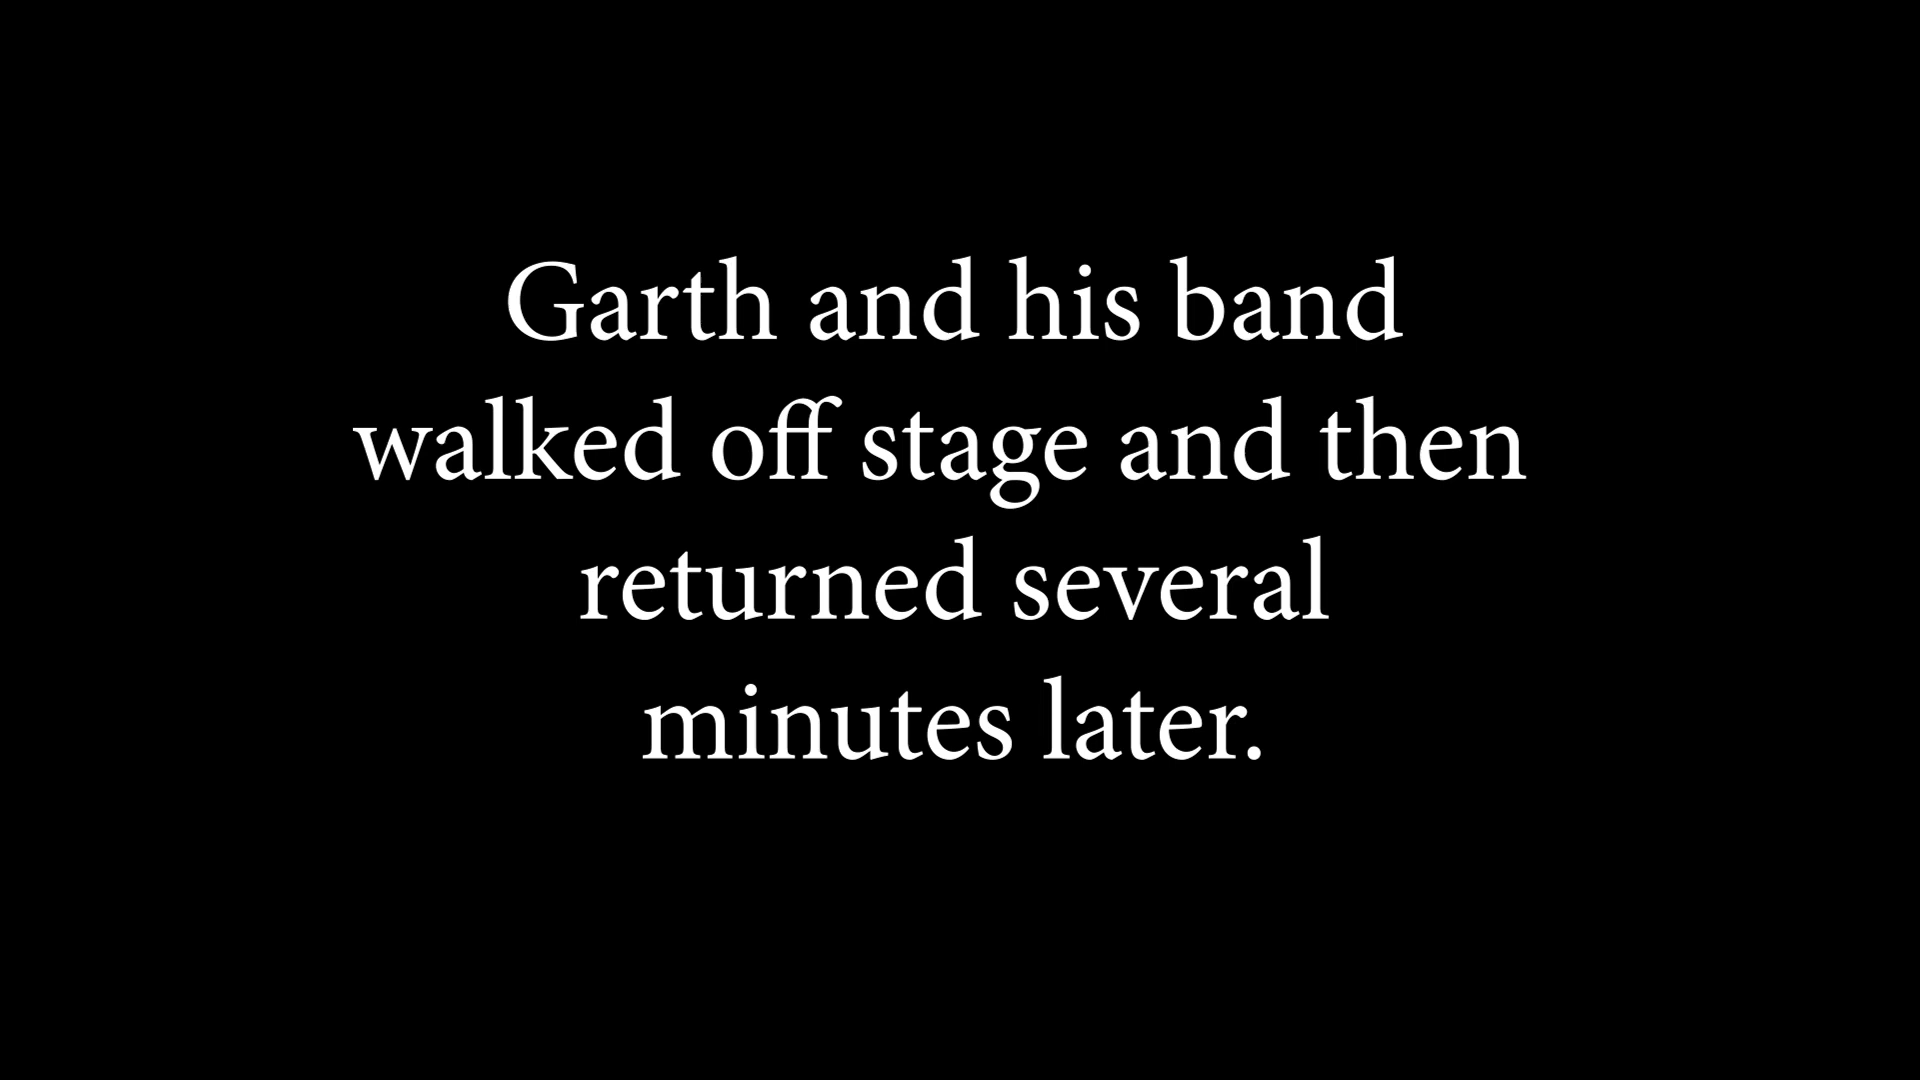 Garth and his band
walked off stage and then
returned several
minutes later.